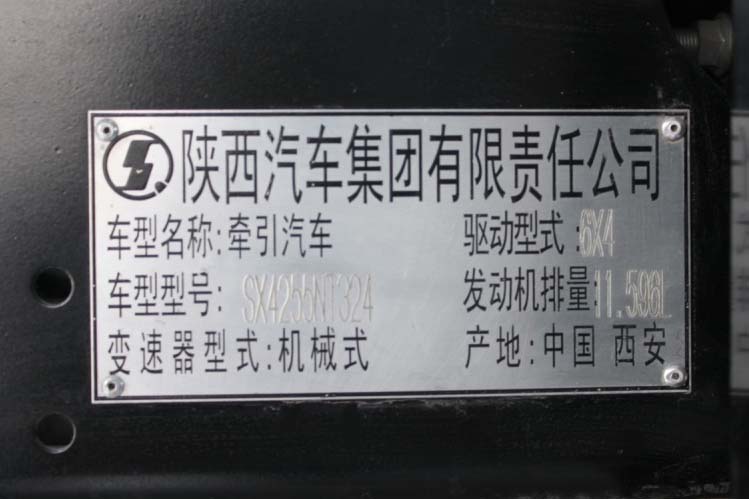 陕西汽车集团有限责任公司
车型名称:牵引汽车 驱动型式:6X4
车型型号: SX4255NT324 发动机排量:11.596L
变速器型式:机械式 产地:中国 西安